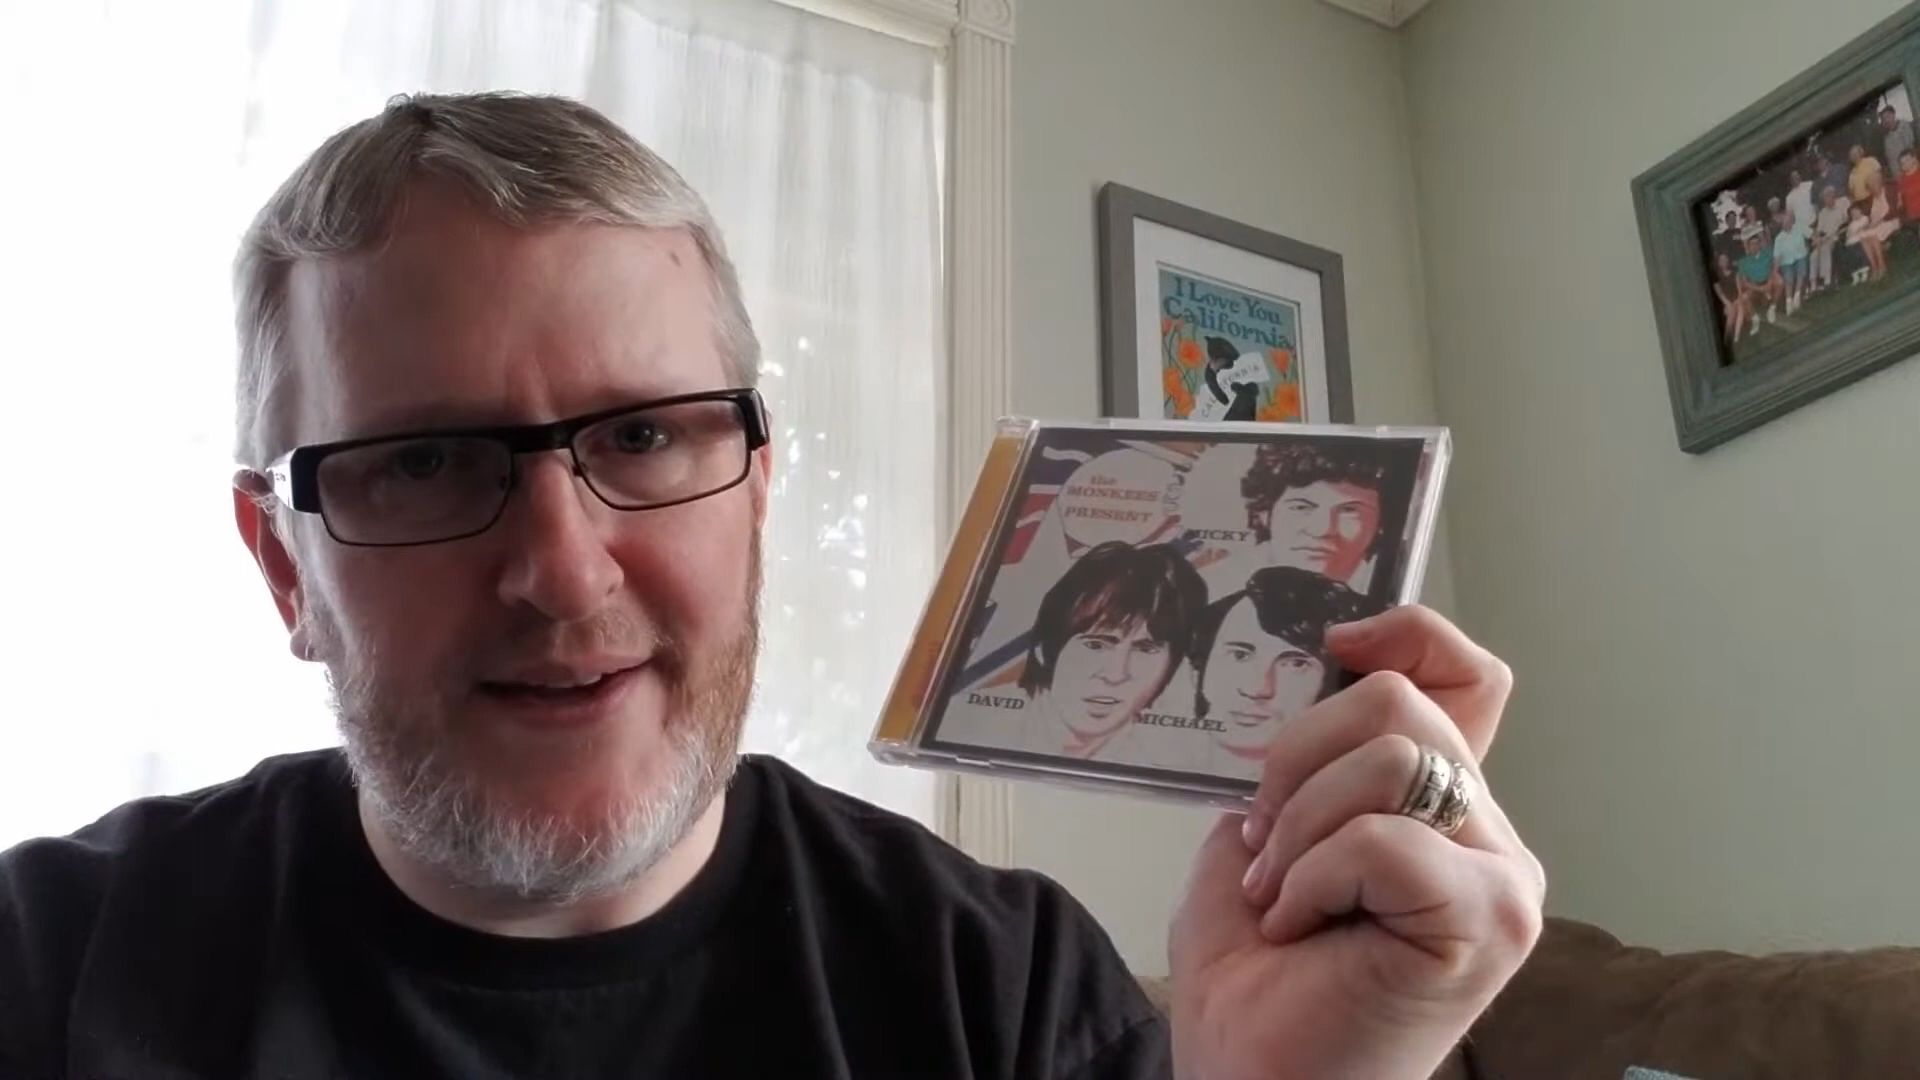 I Love You
California
the
MONKEES
PRESENT
MICKY
DAVID
MICHAEL